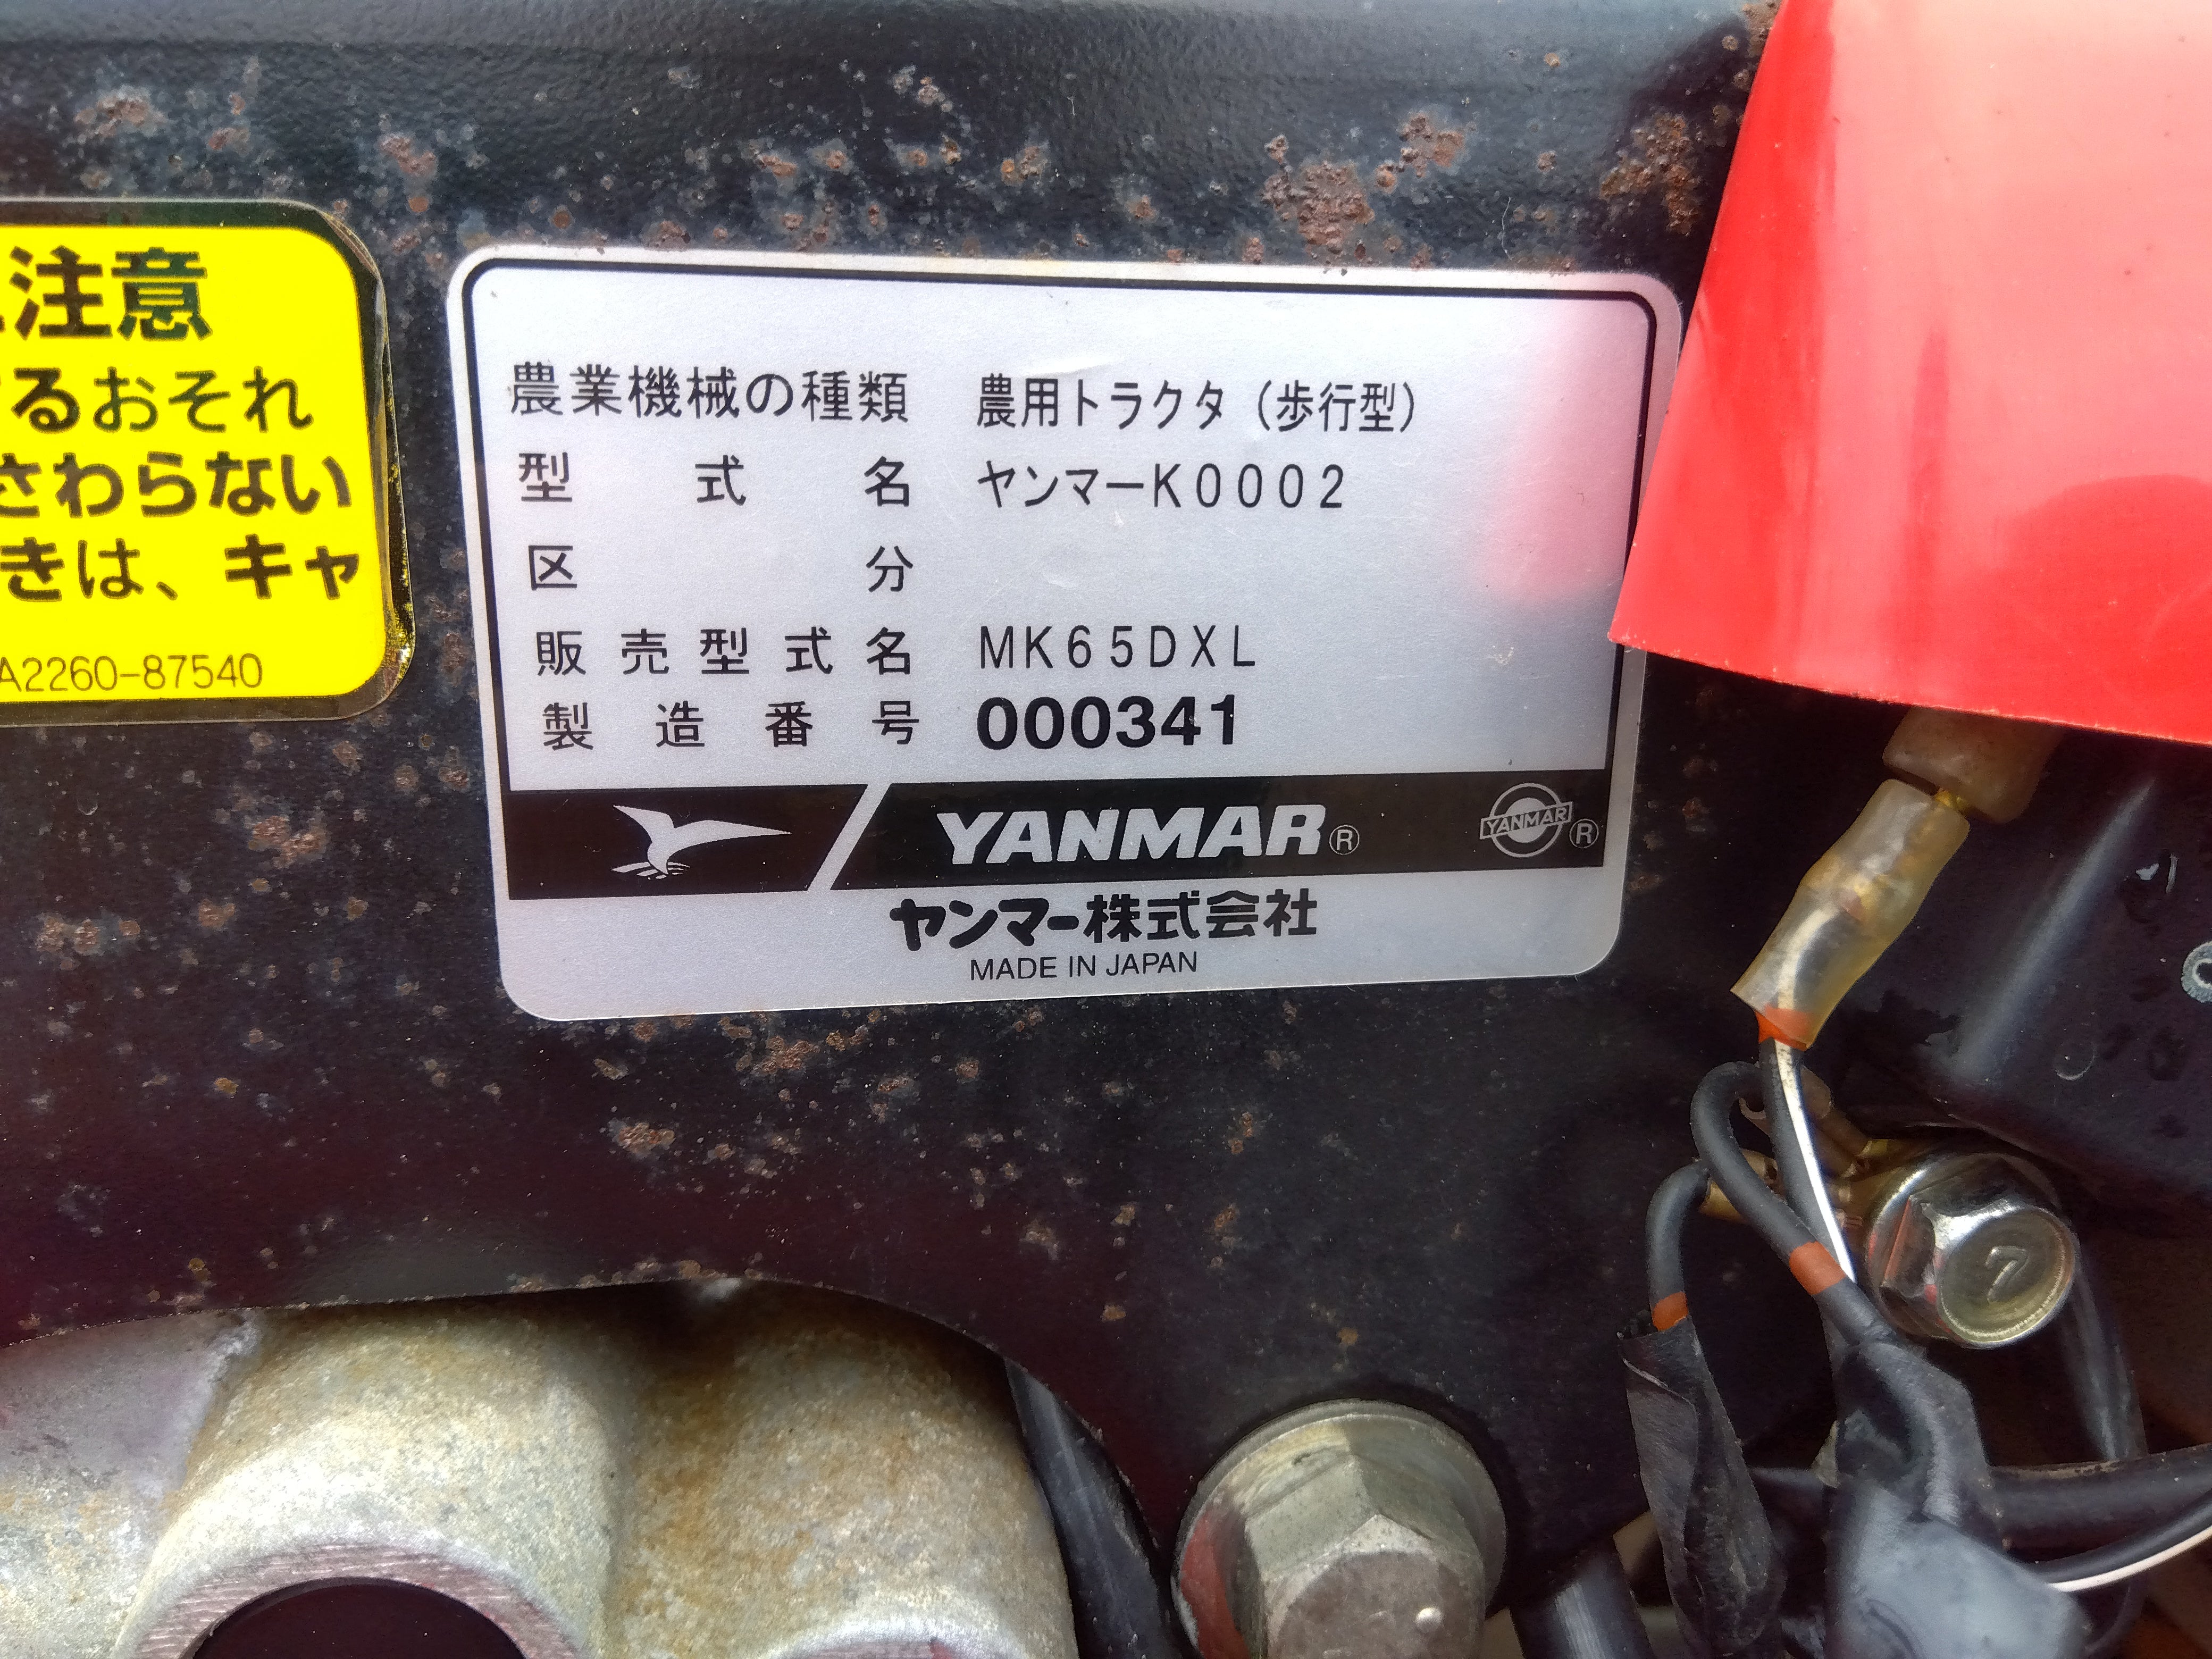 注意
るおそれ
さわらない
きは、キャ
A2260-87540
農業機械の種類 農用トラクタ（歩行型）
型式名 ヤンマーK0002
区分
販売型式名 MK65DXL
製造番号 000341
YANMAR®
YANMAR®
ヤンマー株式会社
MADE IN JAPAN
7